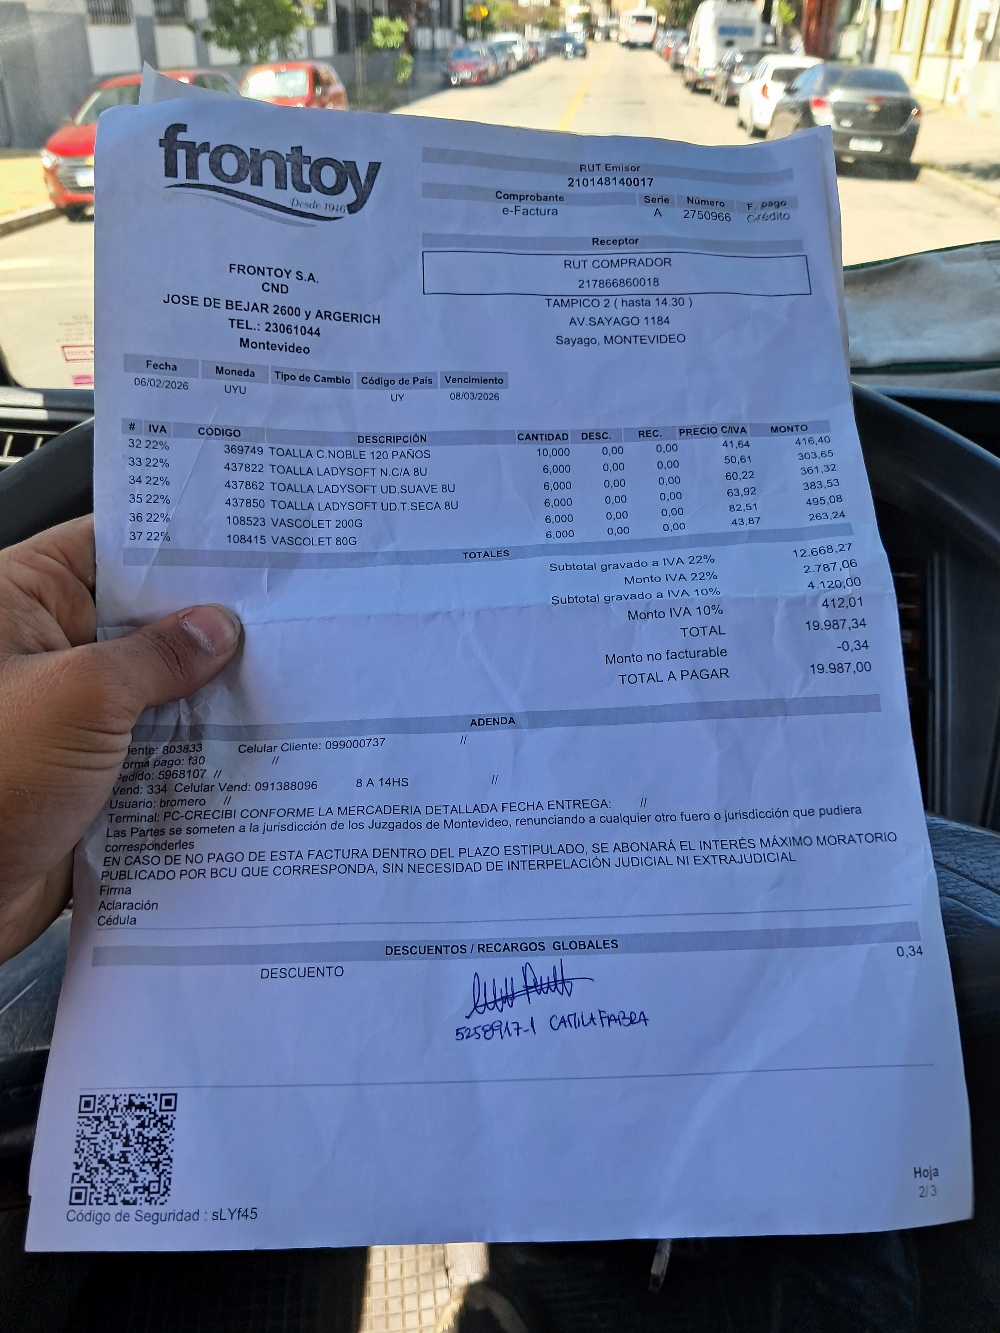 frontoy
Desde 1946
RUT Emisor
210148140017
Comprobante Serie Número F. pago
e-Factura A 2750966 Crédito
Receptor
RUT COMPRADOR
217866860018
TAMPICO 2 ( hasta 14.30 )
AV.SAYAGO 1184
Sayago, MONTEVIDEO
FRONTOY S.A.
CND
JOSE DE BEJAR 2600 y ARGERICH
TEL.: 23061044
Montevideo
Fecha Moneda Tipo de Cambio Código de País Vencimiento
06/02/2026 UYU UY 08/03/2026
# IVA CÓDIGO DESCRIPCIÓN CANTIDAD DESC. REC. PRECIO C/IVA MONTO
32 22% 369749 TOALLA C.NOBLE 120 PAÑOS 10,000 0,00 0,00 41,64 416,40
33 22% 437822 TOALLA LADYSOFT N.C/A 8U 6,000 0,00 0,00 50,61 303,65
34 22% 437862 TOALLA LADYSOFT UD.SUAVE 8U 6,000 0,00 0,00 60,22 361,32
35 22% 437850 TOALLA LADYSOFT UD.T.SECA 8U 6,000 0,00 0,00 63,92 383,53
36 22% 108523 VASCOLET 200G 6,000 0,00 0,00 82,51 495,08
37 22% 108415 VASCOLET 80G 6,000 0,00 0,00 43,87 263,24
TOTALES
Subtotal gravado a IVA 22% 12.668,27
Monto IVA 22% 2.787,06
Subtotal gravado a IVA 10% 4.120,00
Monto IVA 10% 412,01
TOTAL 19.987,34
Monto no facturable -0,34
TOTAL A PAGAR 19.987,00
ADENDA
iente: 803833 Celular Cliente: 099000737 //
orma pago: f30 //
edido: 5968107 //
Vend: 334 Celular Vend: 091388096 8 A 14HS //
Usuario: bromero //
Terminal: PC-CRECIBI CONFORME LA MERCADERIA DETALLADA FECHA ENTREGA: //
Las Partes se someten a la jurisdicción de los Juzgados de Montevideo, renunciando a cualquier otro fuero o jurisdicción que pudiera
corresponderles
EN CASO DE NO PAGO DE ESTA FACTURA DENTRO DEL PLAZO ESTIPULADO, SE ABONARÁ EL INTERÉS MÁXIMO MORATORIO
PUBLICADO POR BCU QUE CORRESPONDA, SIN NECESIDAD DE INTERPELACIÓN JUDICIAL NI EXTRAJUDICIAL
Firma
Aclaración
Cédula
DESCUENTOS / RECARGOS GLOBALES
DESCUENTO 0,34
5258917-1 CAMILA FABRA
Código de Seguridad : sLYf45
Hoja
2/3